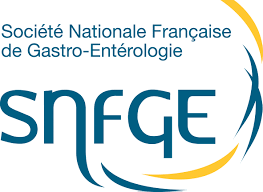 Société Nationale Française
de Gastro-Entérologie
SNFGE